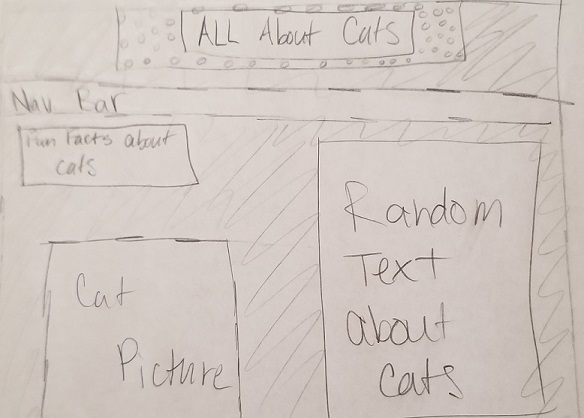 ALL About Cats
Nav Bar
Fun Facts about
cats
Cat
Picture
Random
Text
about
Cats